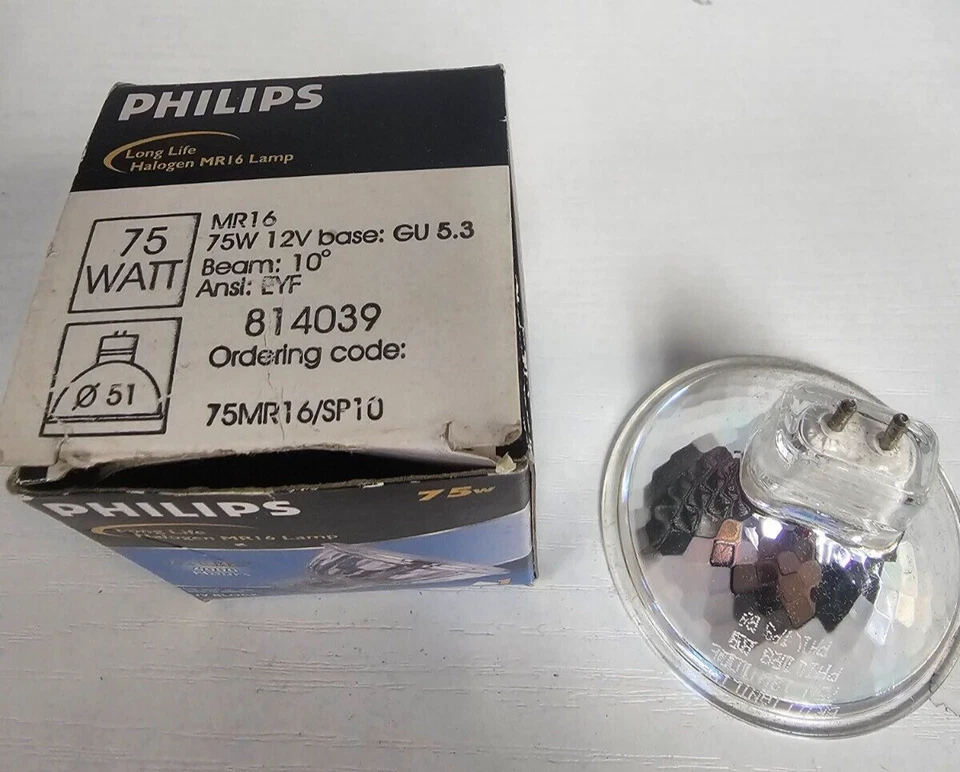 PHILIPS
Long Life
Halogen MR16 Lamp
75
WATT
MR16
75W 12V base: GU 5.3
Beam: 10°
Ansi: EYF
814039
Ordering code:
Ø 51
75MR16/SP10
PHILIPS
75w
Long Life
Halogen MR16 Lamp
PHILIPS